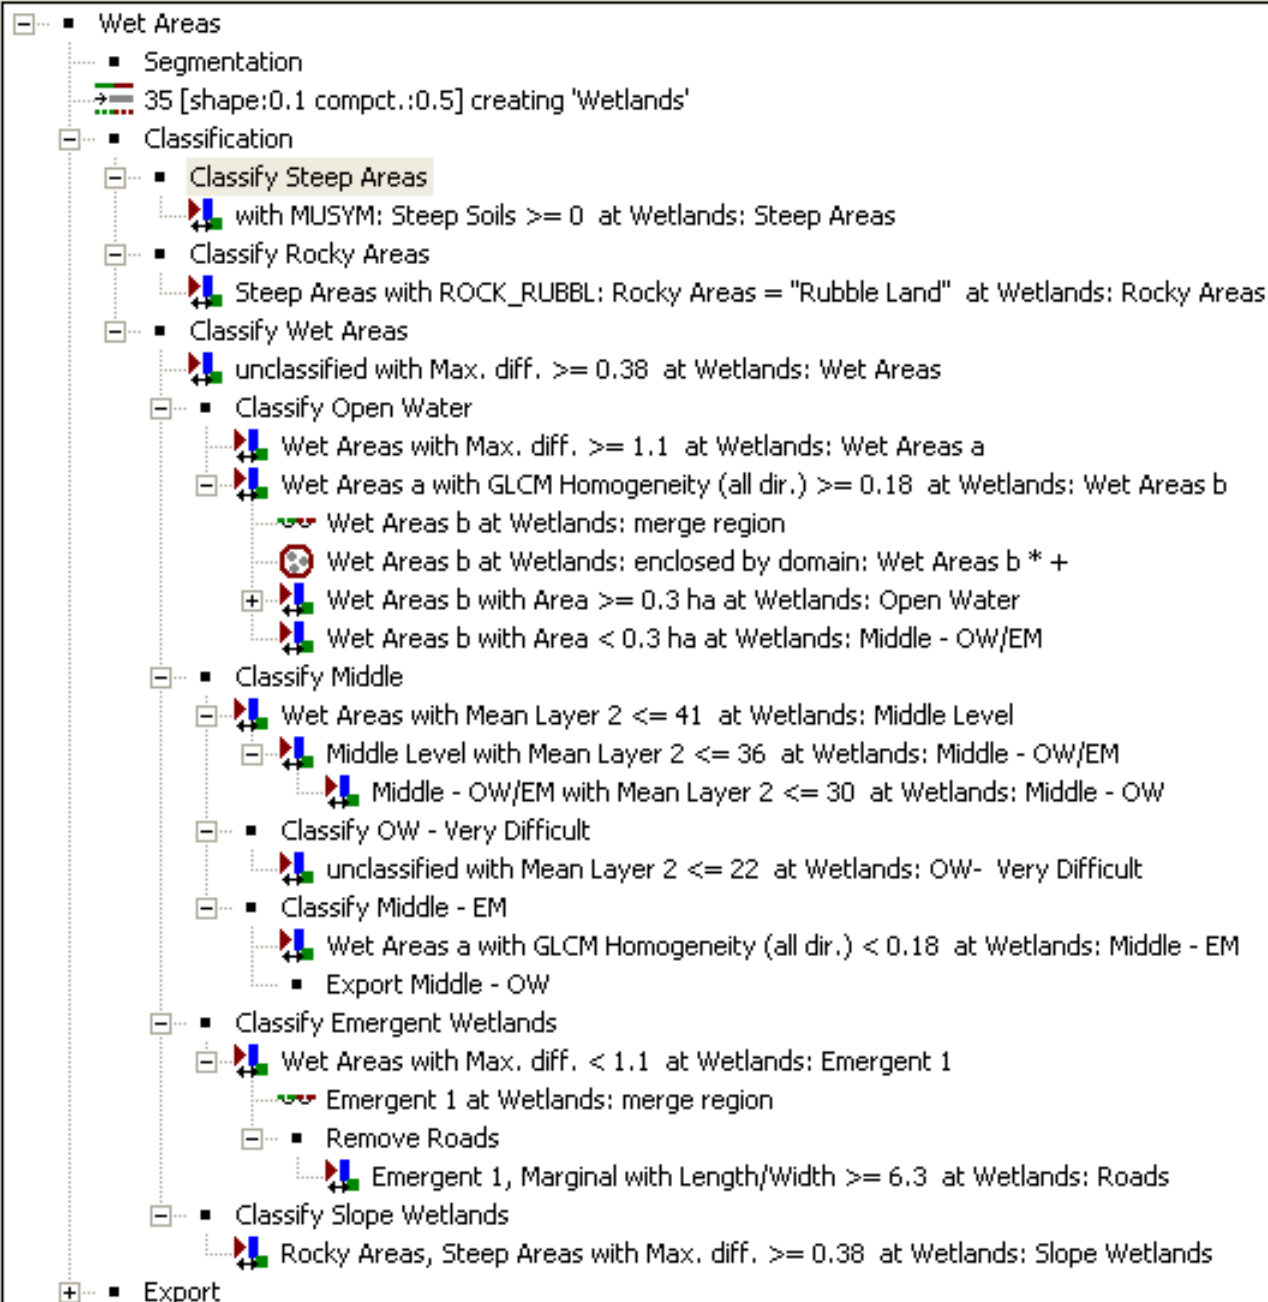 Wet Areas
Segmentation
35 [shape:0.1 compct.:0.5] creating 'Wetlands'
Classification
Classify Steep Areas
with MUSYM: Steep Soils >= 0 at Wetlands: Steep Areas
Classify Rocky Areas
Steep Areas with ROCK_RUBBL: Rocky Areas = "Rubble Land" at Wetlands: Rocky Areas
Classify Wet Areas
unclassified with Max. diff. >= 0.38 at Wetlands: Wet Areas
Classify Open Water
Wet Areas with Max. diff. >= 1.1 at Wetlands: Wet Areas a
Wet Areas a with GLCM Homogeneity (all dir.) >= 0.18 at Wetlands: Wet Areas b
Wet Areas b at Wetlands: merge region
Wet Areas b at Wetlands: enclosed by domain: Wet Areas b * +
Wet Areas b with Area >= 0.3 ha at Wetlands: Open Water
Wet Areas b with Area < 0.3 ha at Wetlands: Middle - OW/EM
Classify Middle
Wet Areas with Mean Layer 2 <= 41 at Wetlands: Middle Level
Middle Level with Mean Layer 2 <= 36 at Wetlands: Middle - OW/EM
Middle - OW/EM with Mean Layer 2 <= 30 at Wetlands: Middle - OW
Classify OW - Very Difficult
unclassified with Mean Layer 2 <= 22 at Wetlands: OW- Very Difficult
Classify Middle - EM
Wet Areas a with GLCM Homogeneity (all dir.) < 0.18 at Wetlands: Middle - EM
Export Middle - OW
Classify Emergent Wetlands
Wet Areas with Max. diff. < 1.1 at Wetlands: Emergent 1
Emergent 1 at Wetlands: merge region
Remove Roads
Emergent 1, Marginal with Length/Width >= 6.3 at Wetlands: Roads
Classify Slope Wetlands
Rocky Areas, Steep Areas with Max. diff. >= 0.38 at Wetlands: Slope Wetlands
Export